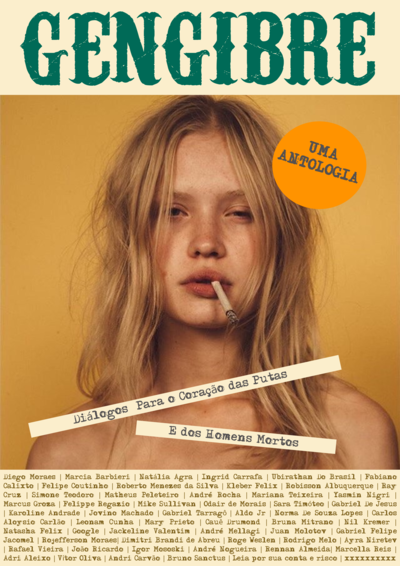 GENGIBRE
UMA
ANTOLOGIA
Diálogos Para o Coração das Putas
E dos Homens Mortos
Diego Moraes | Marcia Barbieri | Natália Agra | Ingrid Carrafa | Ubirathan Do Brasil | Fabiano
Calixto | Felipe Coutinho | Roberto Menezes da Silva | Kleber Felix | Robisson Albuquerque | Ray
Cruz | Simone Teodoro | Matheus Peleteiro | André Rocha | Mariana Teixeira | Yasmin Nigri |
Marcus Groza | Felippe Regazio | Mike Sullivan | Odair de Morais | Sara Timóteo | Gabriel De Jesus
| Karoline Andrade | Jovino Machado | Gabriel Tarragô | Aldo Jr | Norma De Souza Lopes | Carlos
Aloysio Carlão | Leonam Cunha | Mary Prieto | Cauê Drumond | Bruna Mitrano | Nil Kremer |
Natasha Felix | Google | Jackeline Valentim | André Mellagi | Juan Molotov | Gabriel Felipe
Jacomel | Rojefferson Moraes| Dimitri Brandi de Abreu | Roge Weslen | Rodrigo Melo | Ayra Nirstev
| Rafael Vieira | João Ricardo | Igor Mososki | André Nogueira | Rennan Almeida| Marcella Reis |
Adri Aleixo | Vitor Oliva | Andri Carvão | Bruno Sanctus | Leia por sua conta e risco | xxxxxxxxxx